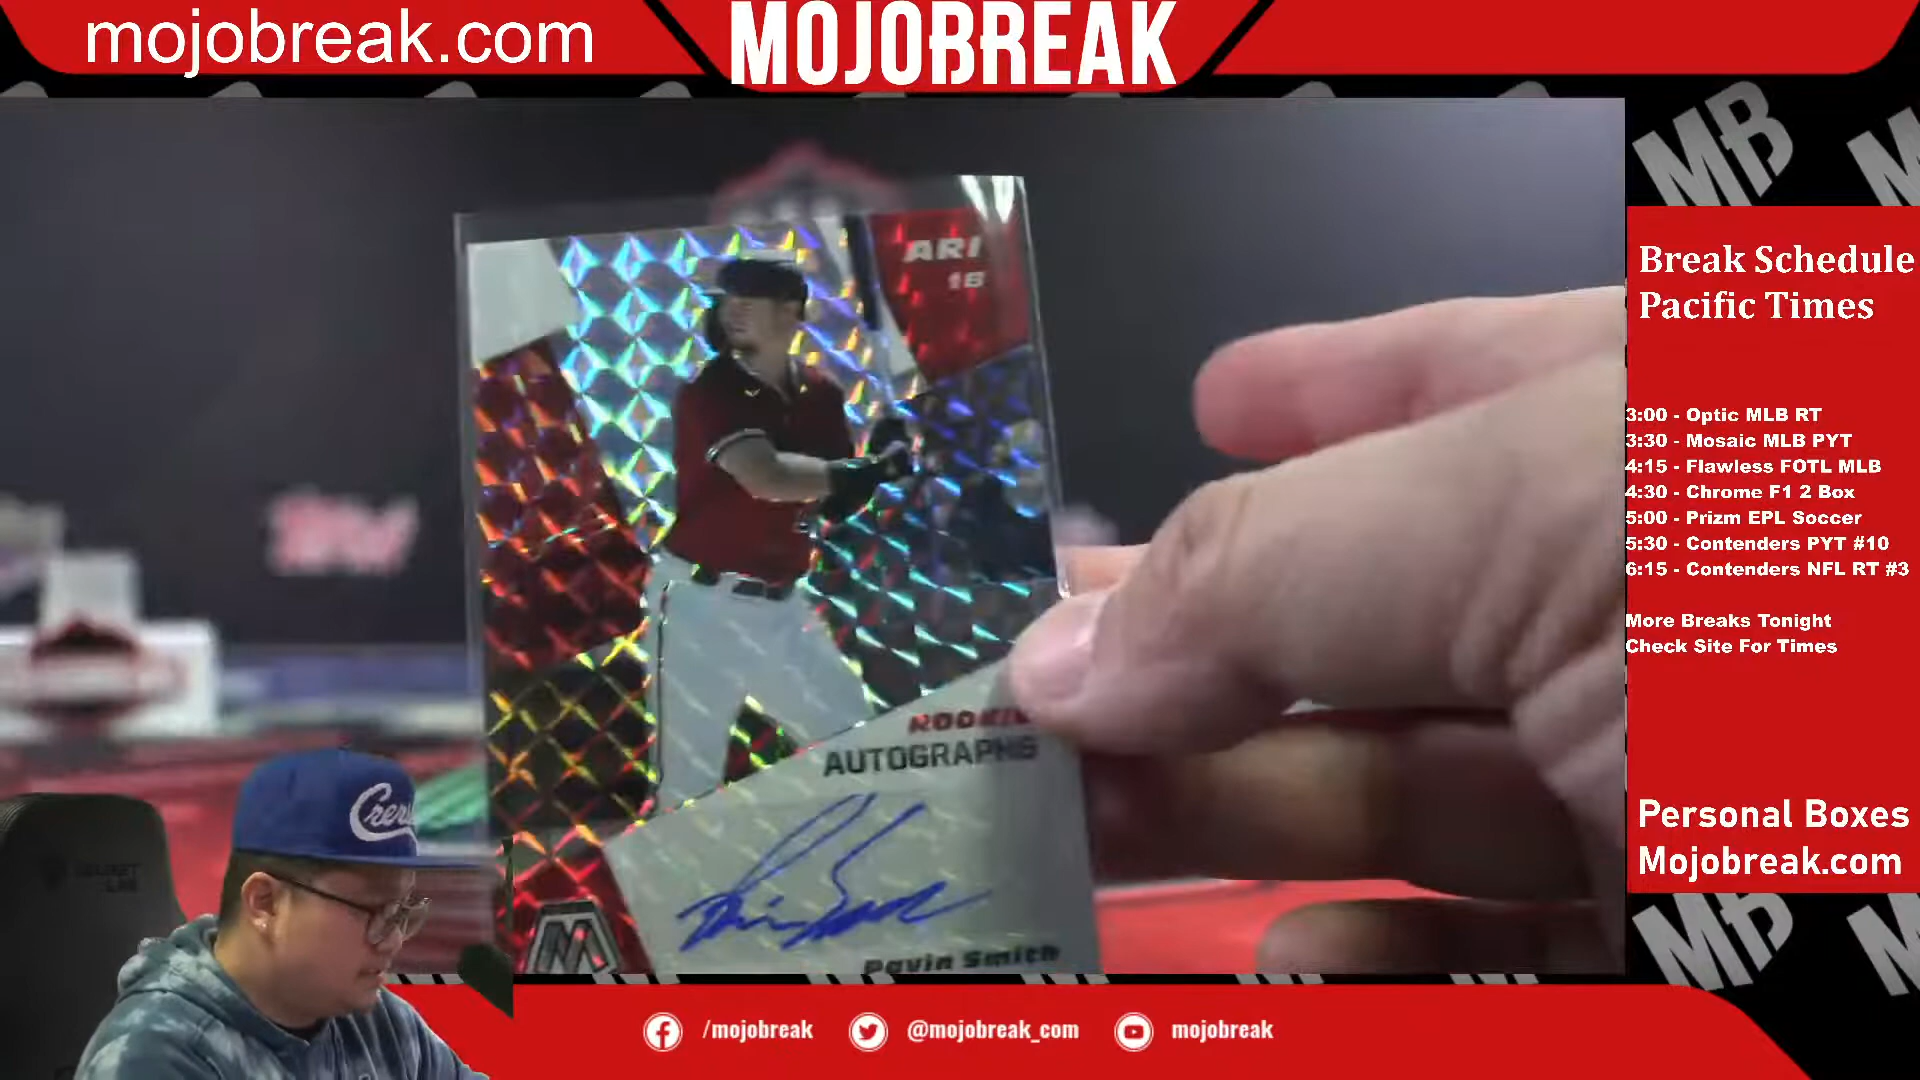 mojobreak.com
MOJOBREAK
MB
ARI
1B
Break Schedule
Pacific Times
3:00 - Optic MLB RT
3:30 - Mosaic MLB PYT
4:15 - Flawless FOTL MLB
4:30 - Chrome F1 2 Box
5:00 - Prizm EPL Soccer
5:30 - Contenders PYT #10
6:15 - Contenders NFL RT #3
More Breaks Tonight
Check Site For Times
ROOKIE
AUTOGRAPHS
Pavin Smith
Personal Boxes
Mojobreak.com
MB
/mojobreak
@mojobreak_com
mojobreak